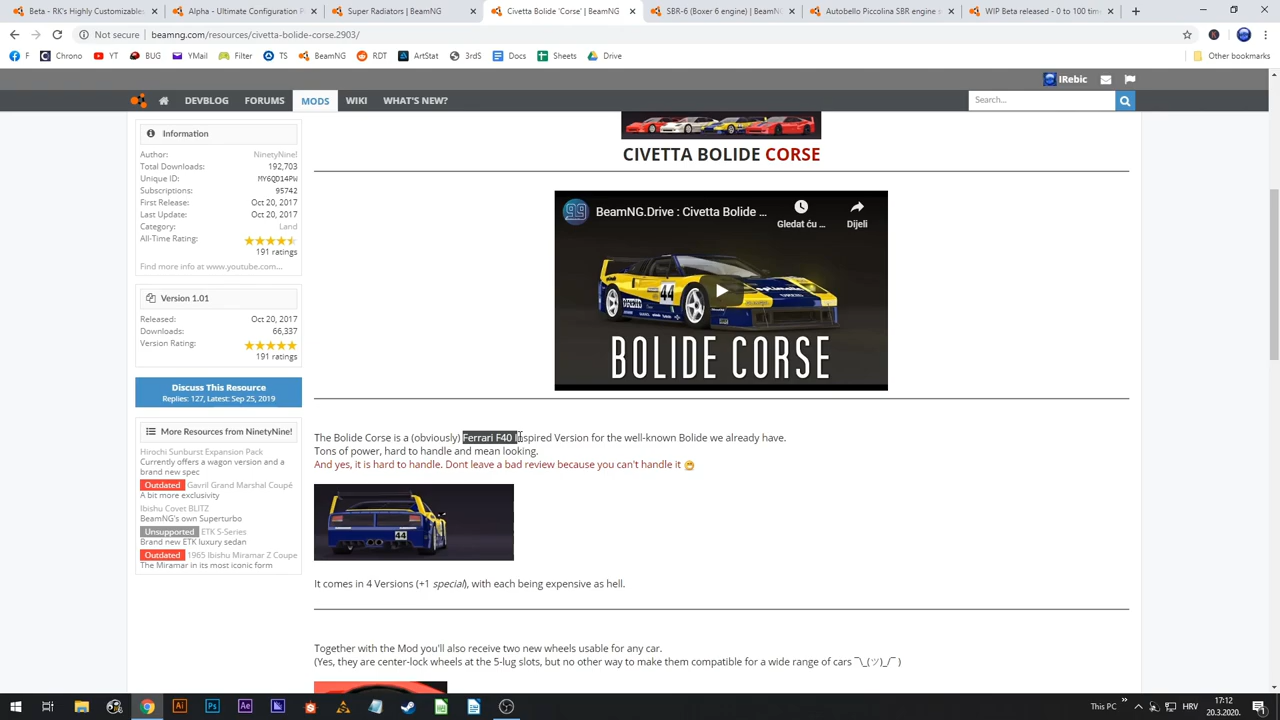 Beta - RK's Highly Customizable
Alpha - Ultimate Configuration P
Super Radiators | BeamNG
Civetta Bolide 'Corse' | BeamNG
SBR-6 (Boxer 6 engine) | BeamN
Autobello Piccolina SBR engine s
WIP Beta released - 0 to 100 tim
Not secure | beamng.com/resources/civetta-bolide-corse.2903/
F Chrono YT BUG YMail Filter TS BeamNG RDT ArtStat 3rdS Docs Sheets Drive Other bookmarks
IRebic
DEVBLOG FORUMS MODS WIKI WHAT'S NEW? Search...
Information
Author: NinetyNine!
Total Downloads: 192,703
Unique ID: MY6QD14PW
Subscriptions: 95742
First Release: Oct 20, 2017
Last Update: Oct 20, 2017
Category: Land
All-Time Rating:
191 ratings
Find more info at www.youtube.com...
Version 1.01
Released: Oct 20, 2017
Downloads: 66,337
Version Rating:
191 ratings
Discuss This Resource
Replies: 127, Latest: Sep 25, 2019
More Resources from NinetyNine!
Hirochi Sunburst Expansion Pack
Currently offers a wagon version and a
brand new spec
Outdated Gavril Grand Marshal Coupé
A bit more exclusivity
Ibishu Covet BLITZ
BeamNG's own Superturbo
Unsupported ETK S-Series
Brand new ETK luxury sedan
Outdated 1965 Ibishu Miramar Z Coupe
The Miramar in its most iconic form
CIVETTA BOLIDE CORSE
99
BeamNG.Drive : Civetta Bolide ...
Gledat ću ...
Dijeli
44
BOLIDE CORSE
The Bolide Corse is a (obviously) Ferrari F40 Inspired Version for the well-known Bolide we already have.
Tons of power, hard to handle and mean looking.
And yes, it is hard to handle. Dont leave a bad review because you can't handle it
44
It comes in 4 Versions (+1 special), with each being expensive as hell.
Together with the Mod you'll also receive two new wheels usable for any car.
(Yes, they are center-lock wheels at the 5-lug slots, but no other way to make them compatible for a wide range of cars ¯\_(ツ)_/¯ )
Ai Ps Ae
This PC
HRV
17:12
20.3.2020.